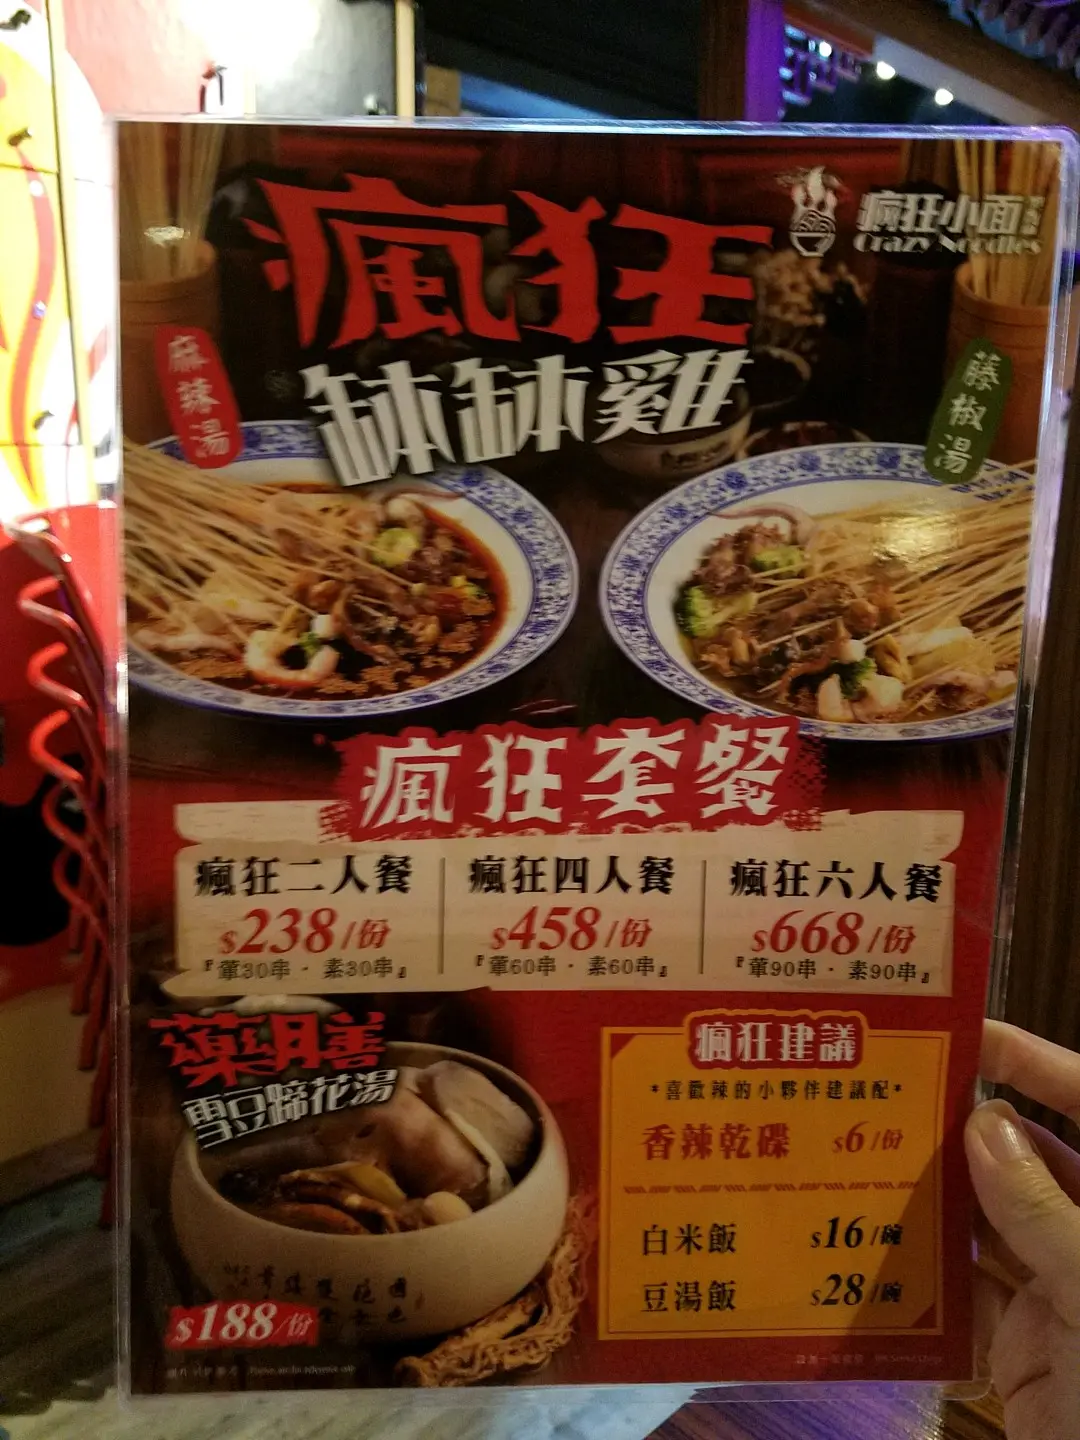 瘋狂小面
Crazy Noodles
瘋狂
缽缽雞
麻辣湯
藤椒湯
瘋狂套餐
瘋狂二人餐
$238/份
『葷30串·素30串』
瘋狂四人餐
$458/份
『葷60串·素60串』
瘋狂六人餐
$668/份
『葷90串·素90串』
藥膳
雪豆蹄花湯
$188/份
瘋狂建議
*喜歡辣的小夥伴建議配*
香辣乾碟 $6/份
白米飯 $16/碗
豆湯飯 $28/碗